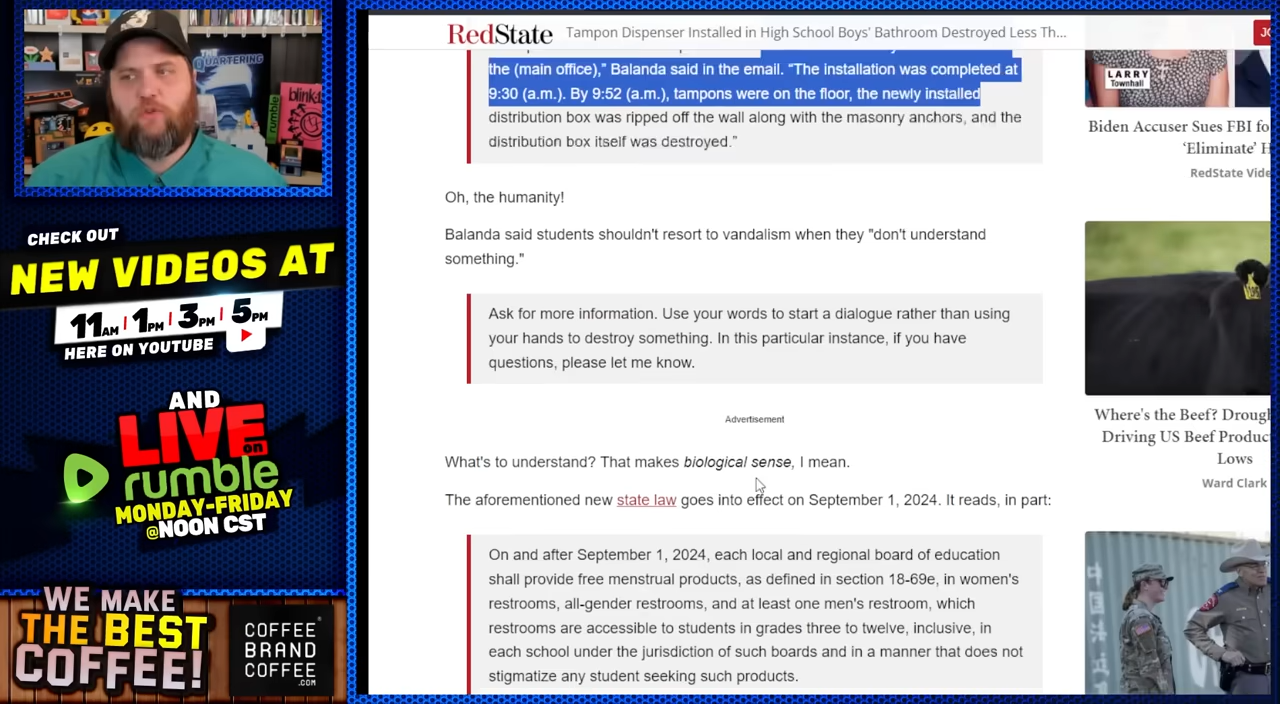 THE
QUARTERING
rumble
blink
CHECK OUT
NEW VIDEOS AT
11AM | 1PM | 3PM | 5PM
HERE ON YOUTUBE
AND
LIVE on
rumble
MONDAY-FRIDAY
@NOON CST
WE MAKE
THE BEST
COFFEE!
COFFEE
BRAND
COFFEE
.COM
RedState Tampon Dispenser Installed in High School Boys' Bathroom Destroyed Less Th...
the (main office),” Balanda said in the email. “The installation was completed at
9:30 (a.m.). By 9:52 (a.m.), tampons were on the floor, the newly installed
distribution box was ripped off the wall along with the masonry anchors, and the
distribution box itself was destroyed.”
Oh, the humanity!
Balanda said students shouldn't resort to vandalism when they "don't understand
something."
Ask for more information. Use your words to start a dialogue rather than using
your hands to destroy something. In this particular instance, if you have
questions, please let me know.
Advertisement
What's to understand? That makes biological sense, I mean.
The aforementioned new state law goes into effect on September 1, 2024. It reads, in part:
On and after September 1, 2024, each local and regional board of education
shall provide free menstrual products, as defined in section 18-69e, in women's
restrooms, all-gender restrooms, and at least one men's restroom, which
restrooms are accessible to students in grades three to twelve, inclusive, in
each school under the jurisdiction of such boards and in a manner that does not
stigmatize any student seeking such products.
JO
LARRY
Townhall
Biden Accuser Sues FBI fo
'Eliminate' H
RedState Vide
Where's the Beef? Droug
Driving US Beef Produc
Lows
Ward Clark